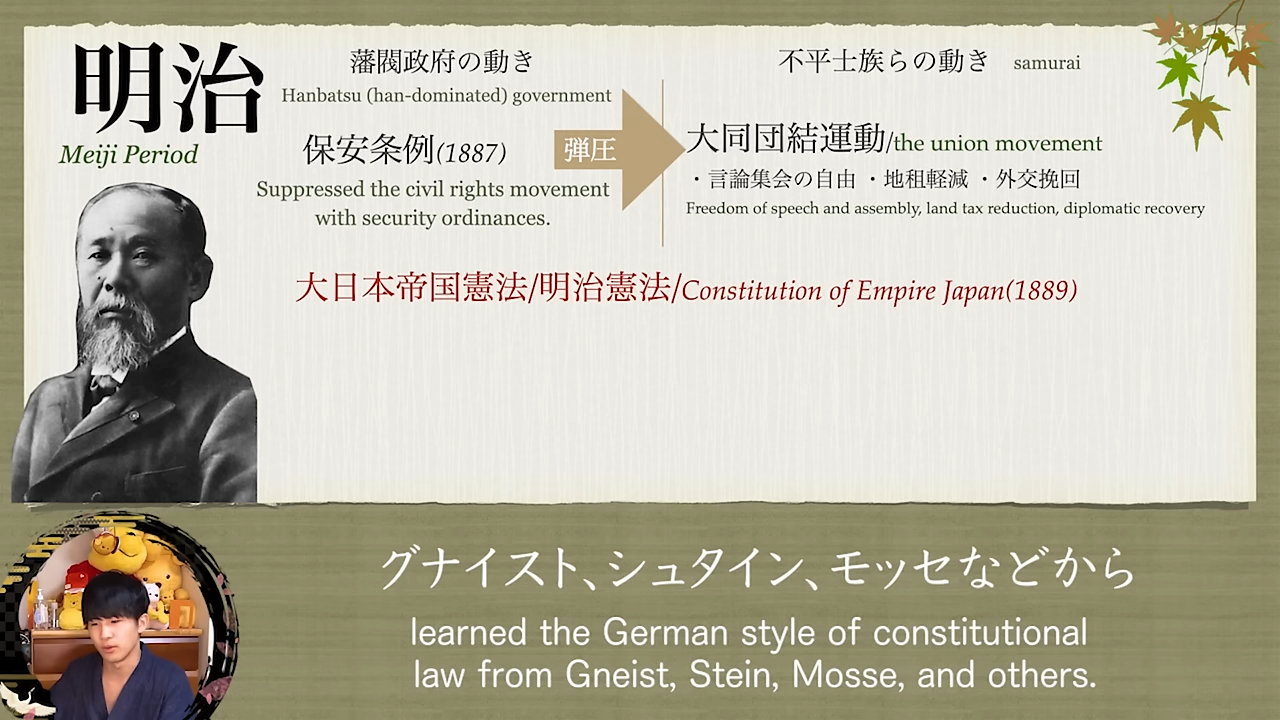 明治
Meiji Period
藩閥政府の動き
Hanbatsu (han-dominated) government
保安条例(1887)
Suppressed the civil rights movement
with security ordinances.
弾圧
不平士族らの動き samurai
大同団結運動/the union movement
・言論集会の自由 ・地租軽減 ・外交挽回
Freedom of speech and assembly, land tax reduction, diplomatic recovery
大日本帝国憲法/明治憲法/Constitution of Empire Japan(1889)
グナイスト、シュタイン、モッセなどから
learned the German style of constitutional
law from Gneist, Stein, Mosse, and others.